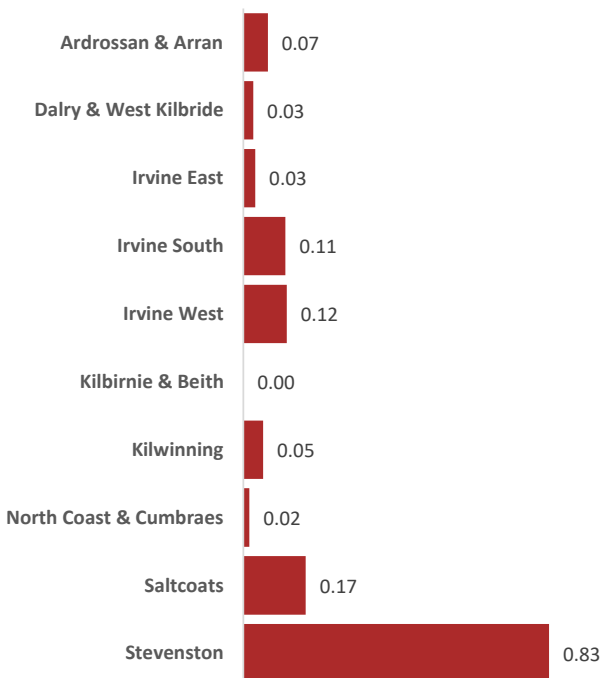 Ardrossan & Arran 0.07
Dalry & West Kilbride 0.03
Irvine East 0.03
Irvine South 0.11
Irvine West 0.12
Kilbirnie & Beith 0.00
Kilwinning 0.05
North Coast & Cumbraes 0.02
Saltcoats 0.17
Stevenston 0.83